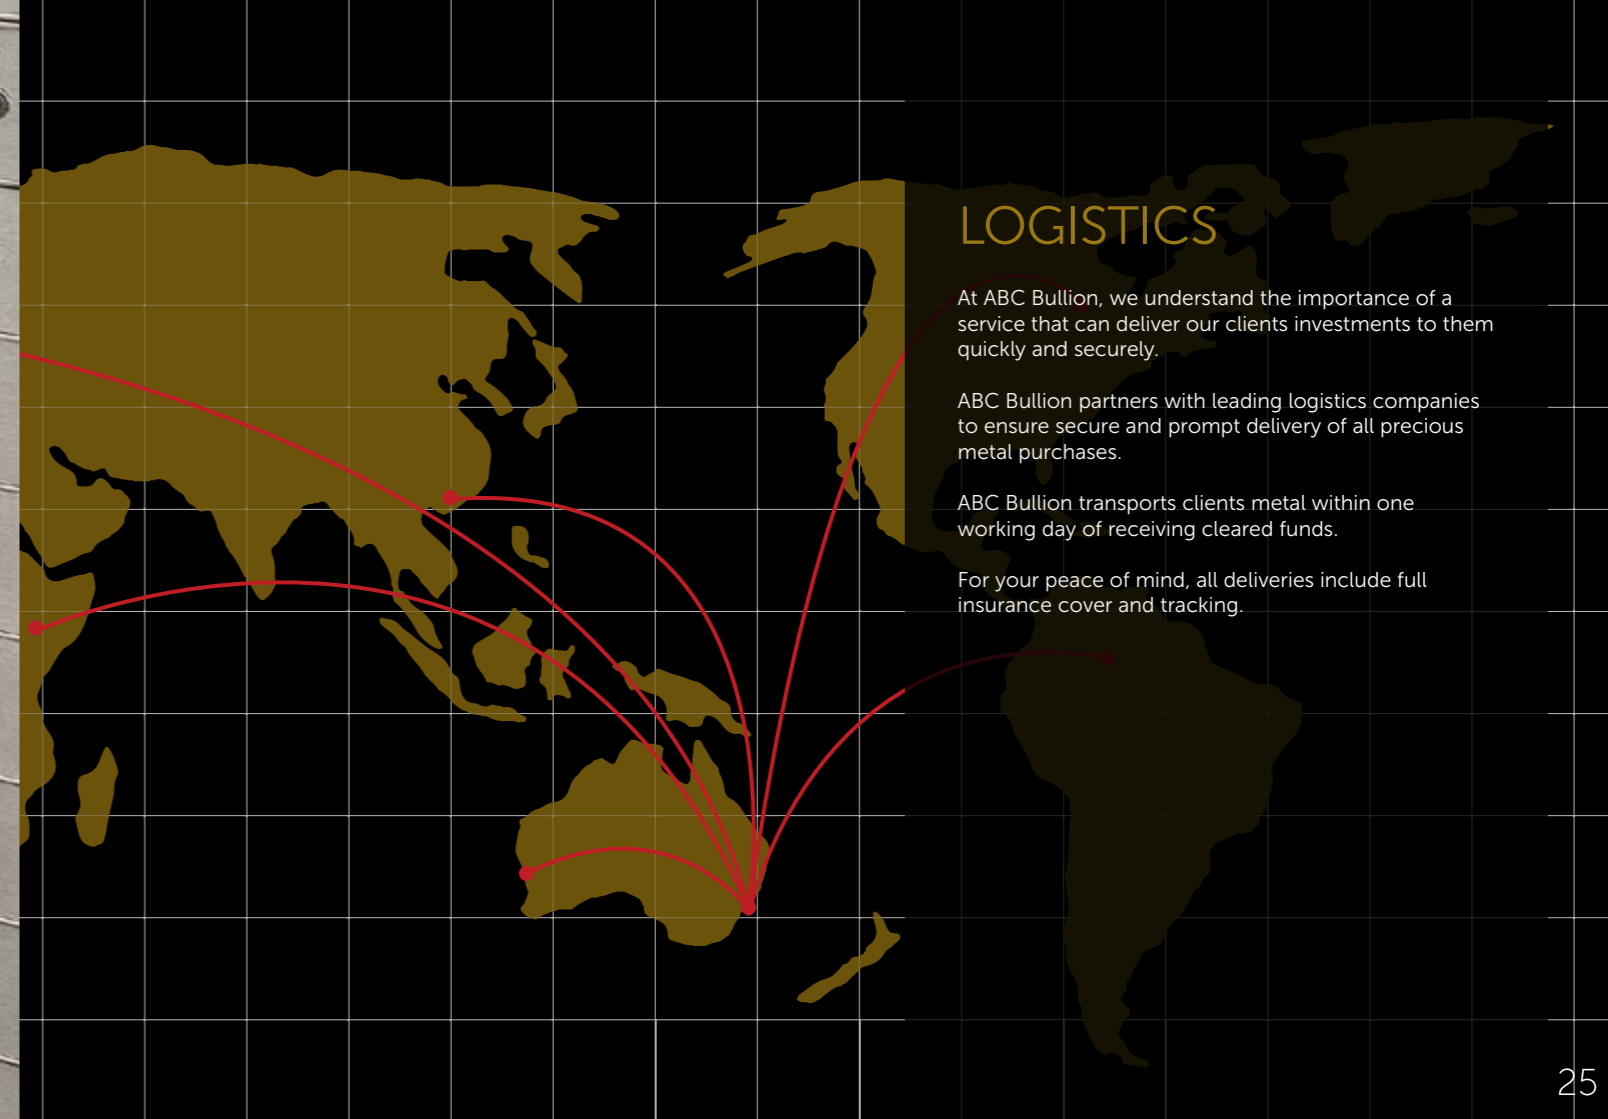 LOGISTICS
At ABC Bullion, we understand the importance of a
service that can deliver our clients investments to them
quickly and securely.
ABC Bullion partners with leading logistics companies
to ensure secure and prompt delivery of all precious
metal purchases.
ABC Bullion transports clients metal within one
working day of receiving cleared funds.
For your peace of mind, all deliveries include full
insurance cover and tracking.
25